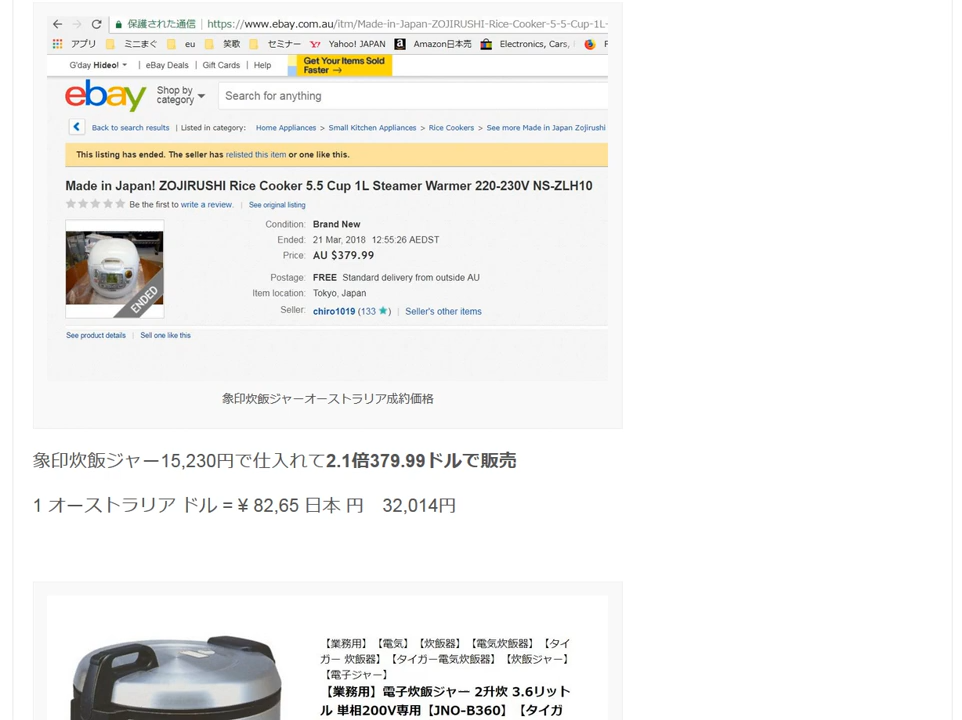 保護された通信 | https://www.ebay.com.au/itm/Made-in-Japan-ZOJIRUSHI-Rice-Cooker-5-5-Cup-1L-
アプリ ミニまぐ eu 笑歌 セミナー Yahoo! JAPAN Amazon日本売 Electronics, Cars, F
G'day Hideo! | eBay Deals | Gift Cards | Help
Get Your Items Sold
Faster →
ebay
Shop by
category
Search for anything
Back to search results | Listed in category: Home Appliances > Small Kitchen Appliances > Rice Cookers > See more Made in Japan Zojirushi
This listing has ended. The seller has relisted this item or one like this.
Made in Japan! ZOJIRUSHI Rice Cooker 5.5 Cup 1L Steamer Warmer 220-230V NS-ZLH10
Be the first to write a review. | See original listing
Condition: Brand New
Ended: 21 Mar, 2018 12:55:26 AEDST
Price: AU $379.99
Postage: FREE Standard delivery from outside AU
Item location: Tokyo, Japan
Seller: chiro1019 (133 ★) | Seller's other items
ENDED
See product details | Sell one like this
象印炊飯ジャーオーストラリア成約価格
象印炊飯ジャー15,230円で仕入れて2.1倍379.99ドルで販売
1 オーストラリア ドル = ¥ 82,65 日本 円 32,014円
【業務用】【電気】【炊飯器】【電気炊飯器】【タイ
ガー 炊飯器】【タイガー電気炊飯器】【炊飯ジャー】
【電子ジャー】
【業務用】電子炊飯ジャー 2升炊 3.6リット
ル 単相200V専用【JNO-B360】【タイガ